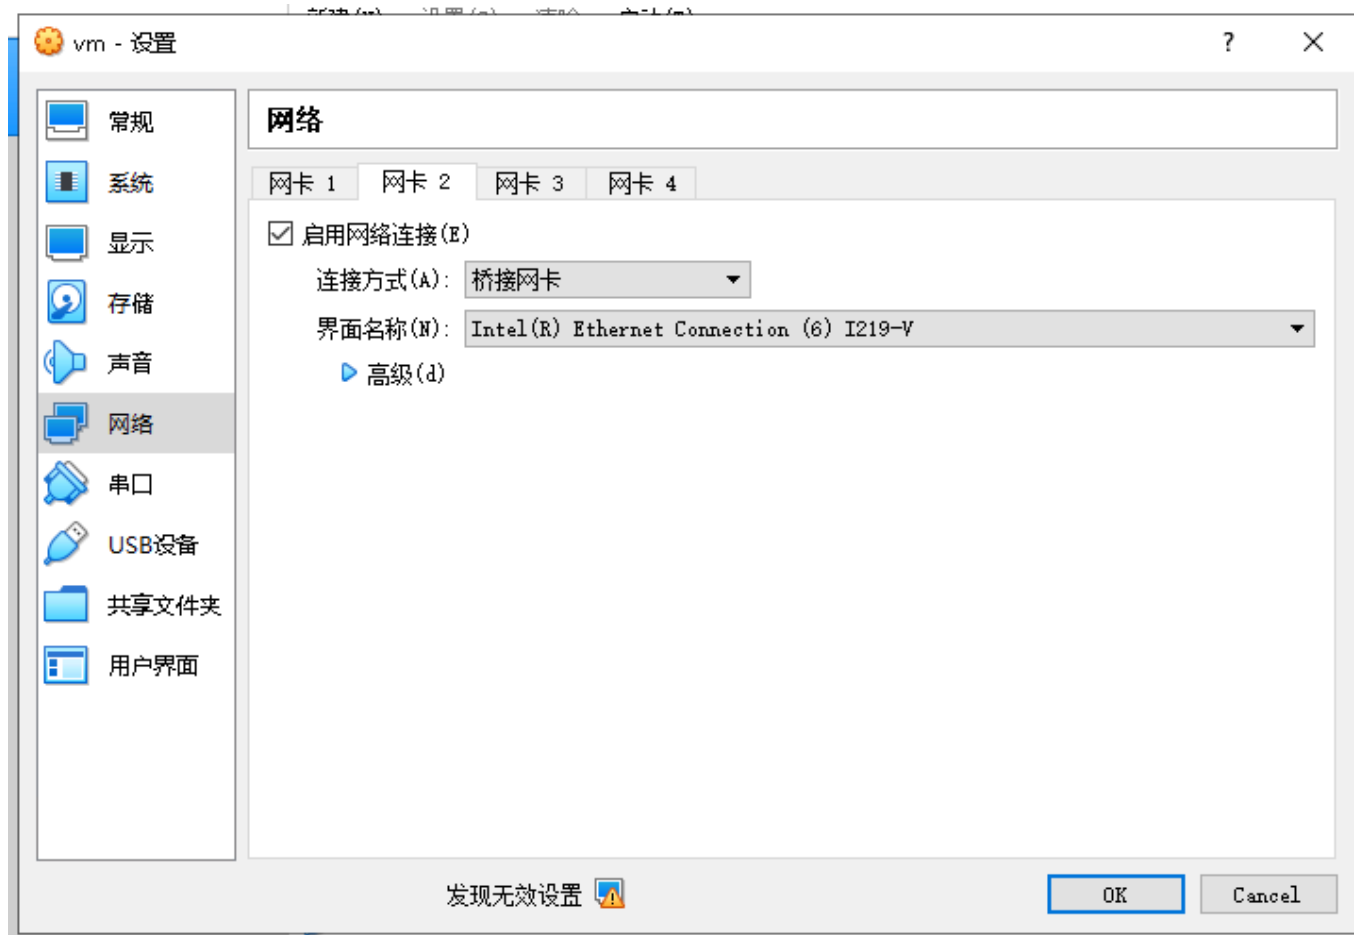 vm - 设置
?
常规
系统
显示
存储
声音
网络
串口
USB设备
共享文件夹
用户界面
网络
网卡 1 网卡 2 网卡 3 网卡 4
启用网络连接(E)
连接方式(A): 桥接网卡
界面名称(N): Intel(R) Ethernet Connection (6) I219-V
高级(d)
发现无效设置
OK Cancel